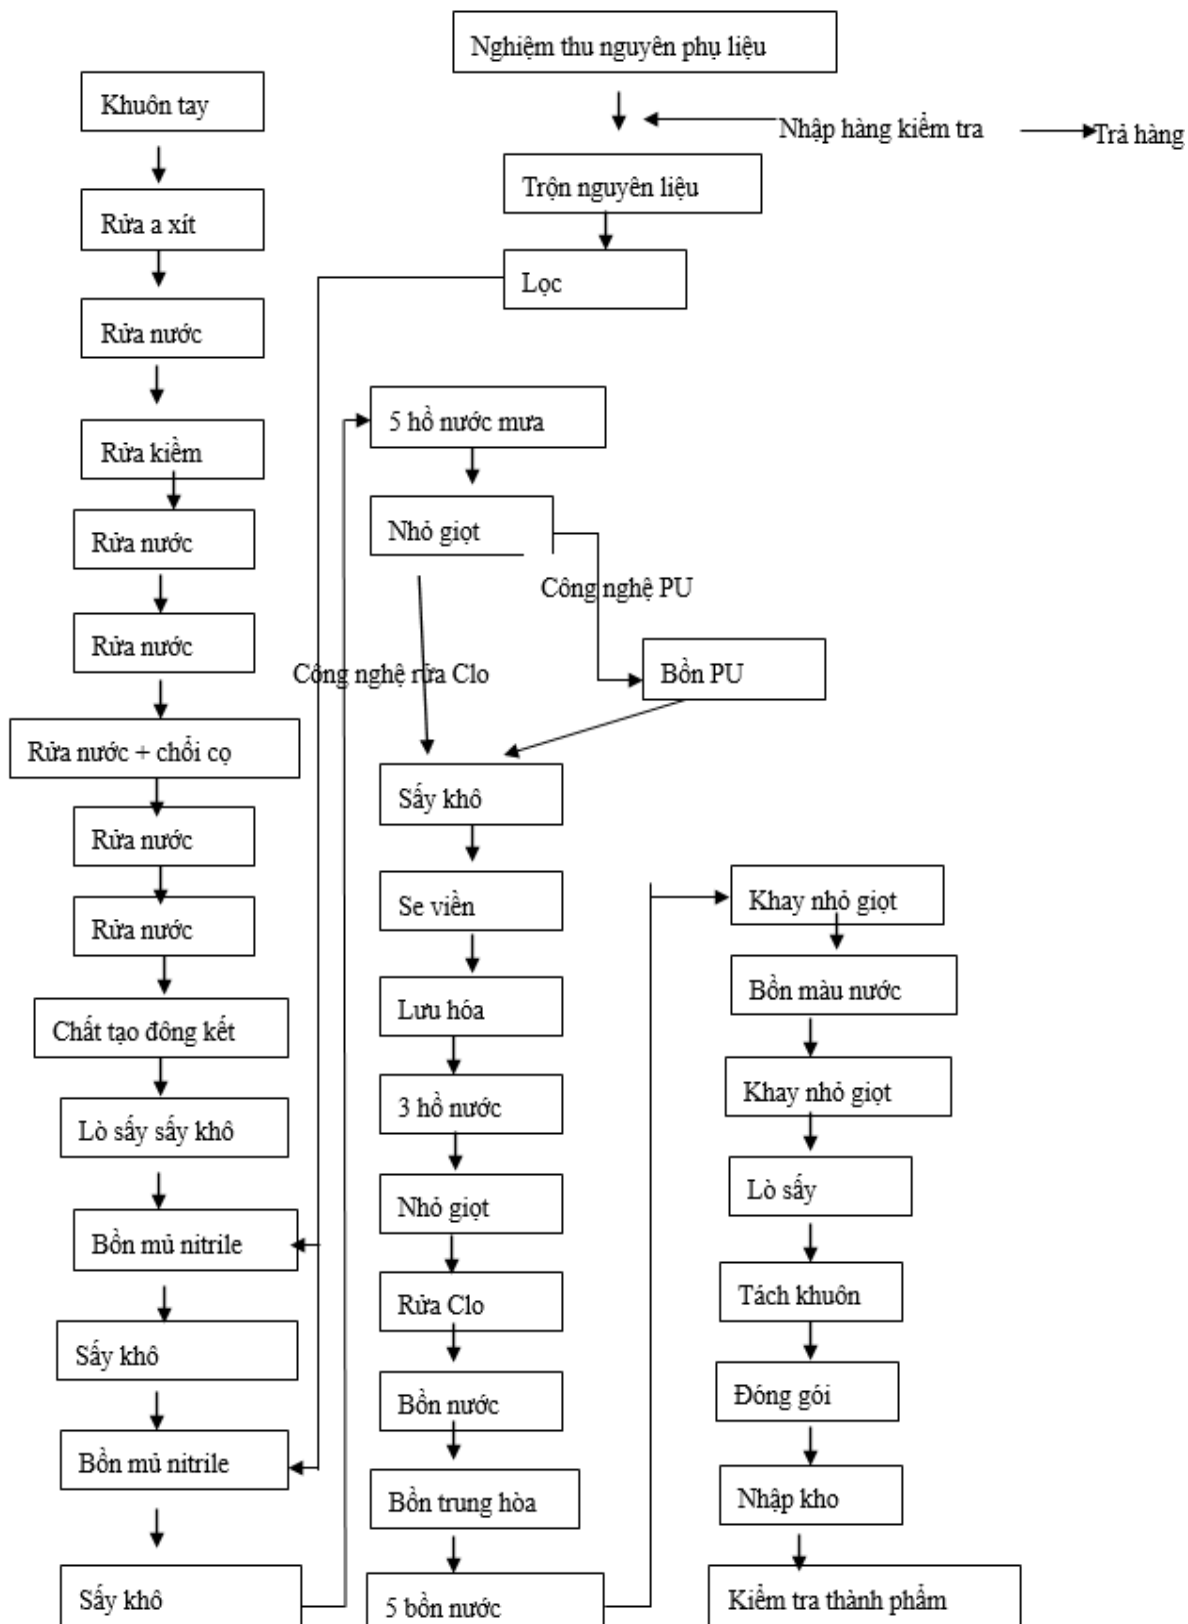 Nghiệm thu nguyên phụ liệu
Nhập hàng kiểm tra
Trả hàng
Trộn nguyên liệu
Lọc
Khuôn tay
Rửa a xít
Rửa nước
Rửa kiềm
Rửa nước
Rửa nước
Rửa nước + chổi cọ
Rửa nước
Rửa nước
Chất tạo đông kết
Lò sấy sấy khô
Bồn mủ nitrile
Sấy khô
Bồn mủ nitrile
Sấy khô
5 hồ nước mưa
Nhỏ giọt
Công nghệ PU
Công nghệ rửa Clo
Bồn PU
Sấy khô
Se viền
Lưu hóa
3 hồ nước
Nhỏ giọt
Rửa Clo
Bồn nước
Bồn trung hòa
5 bồn nước
Khay nhỏ giọt
Bồn màu nước
Khay nhỏ giọt
Lò sấy
Tách khuôn
Đóng gói
Nhập kho
Kiểm tra thành phẩm